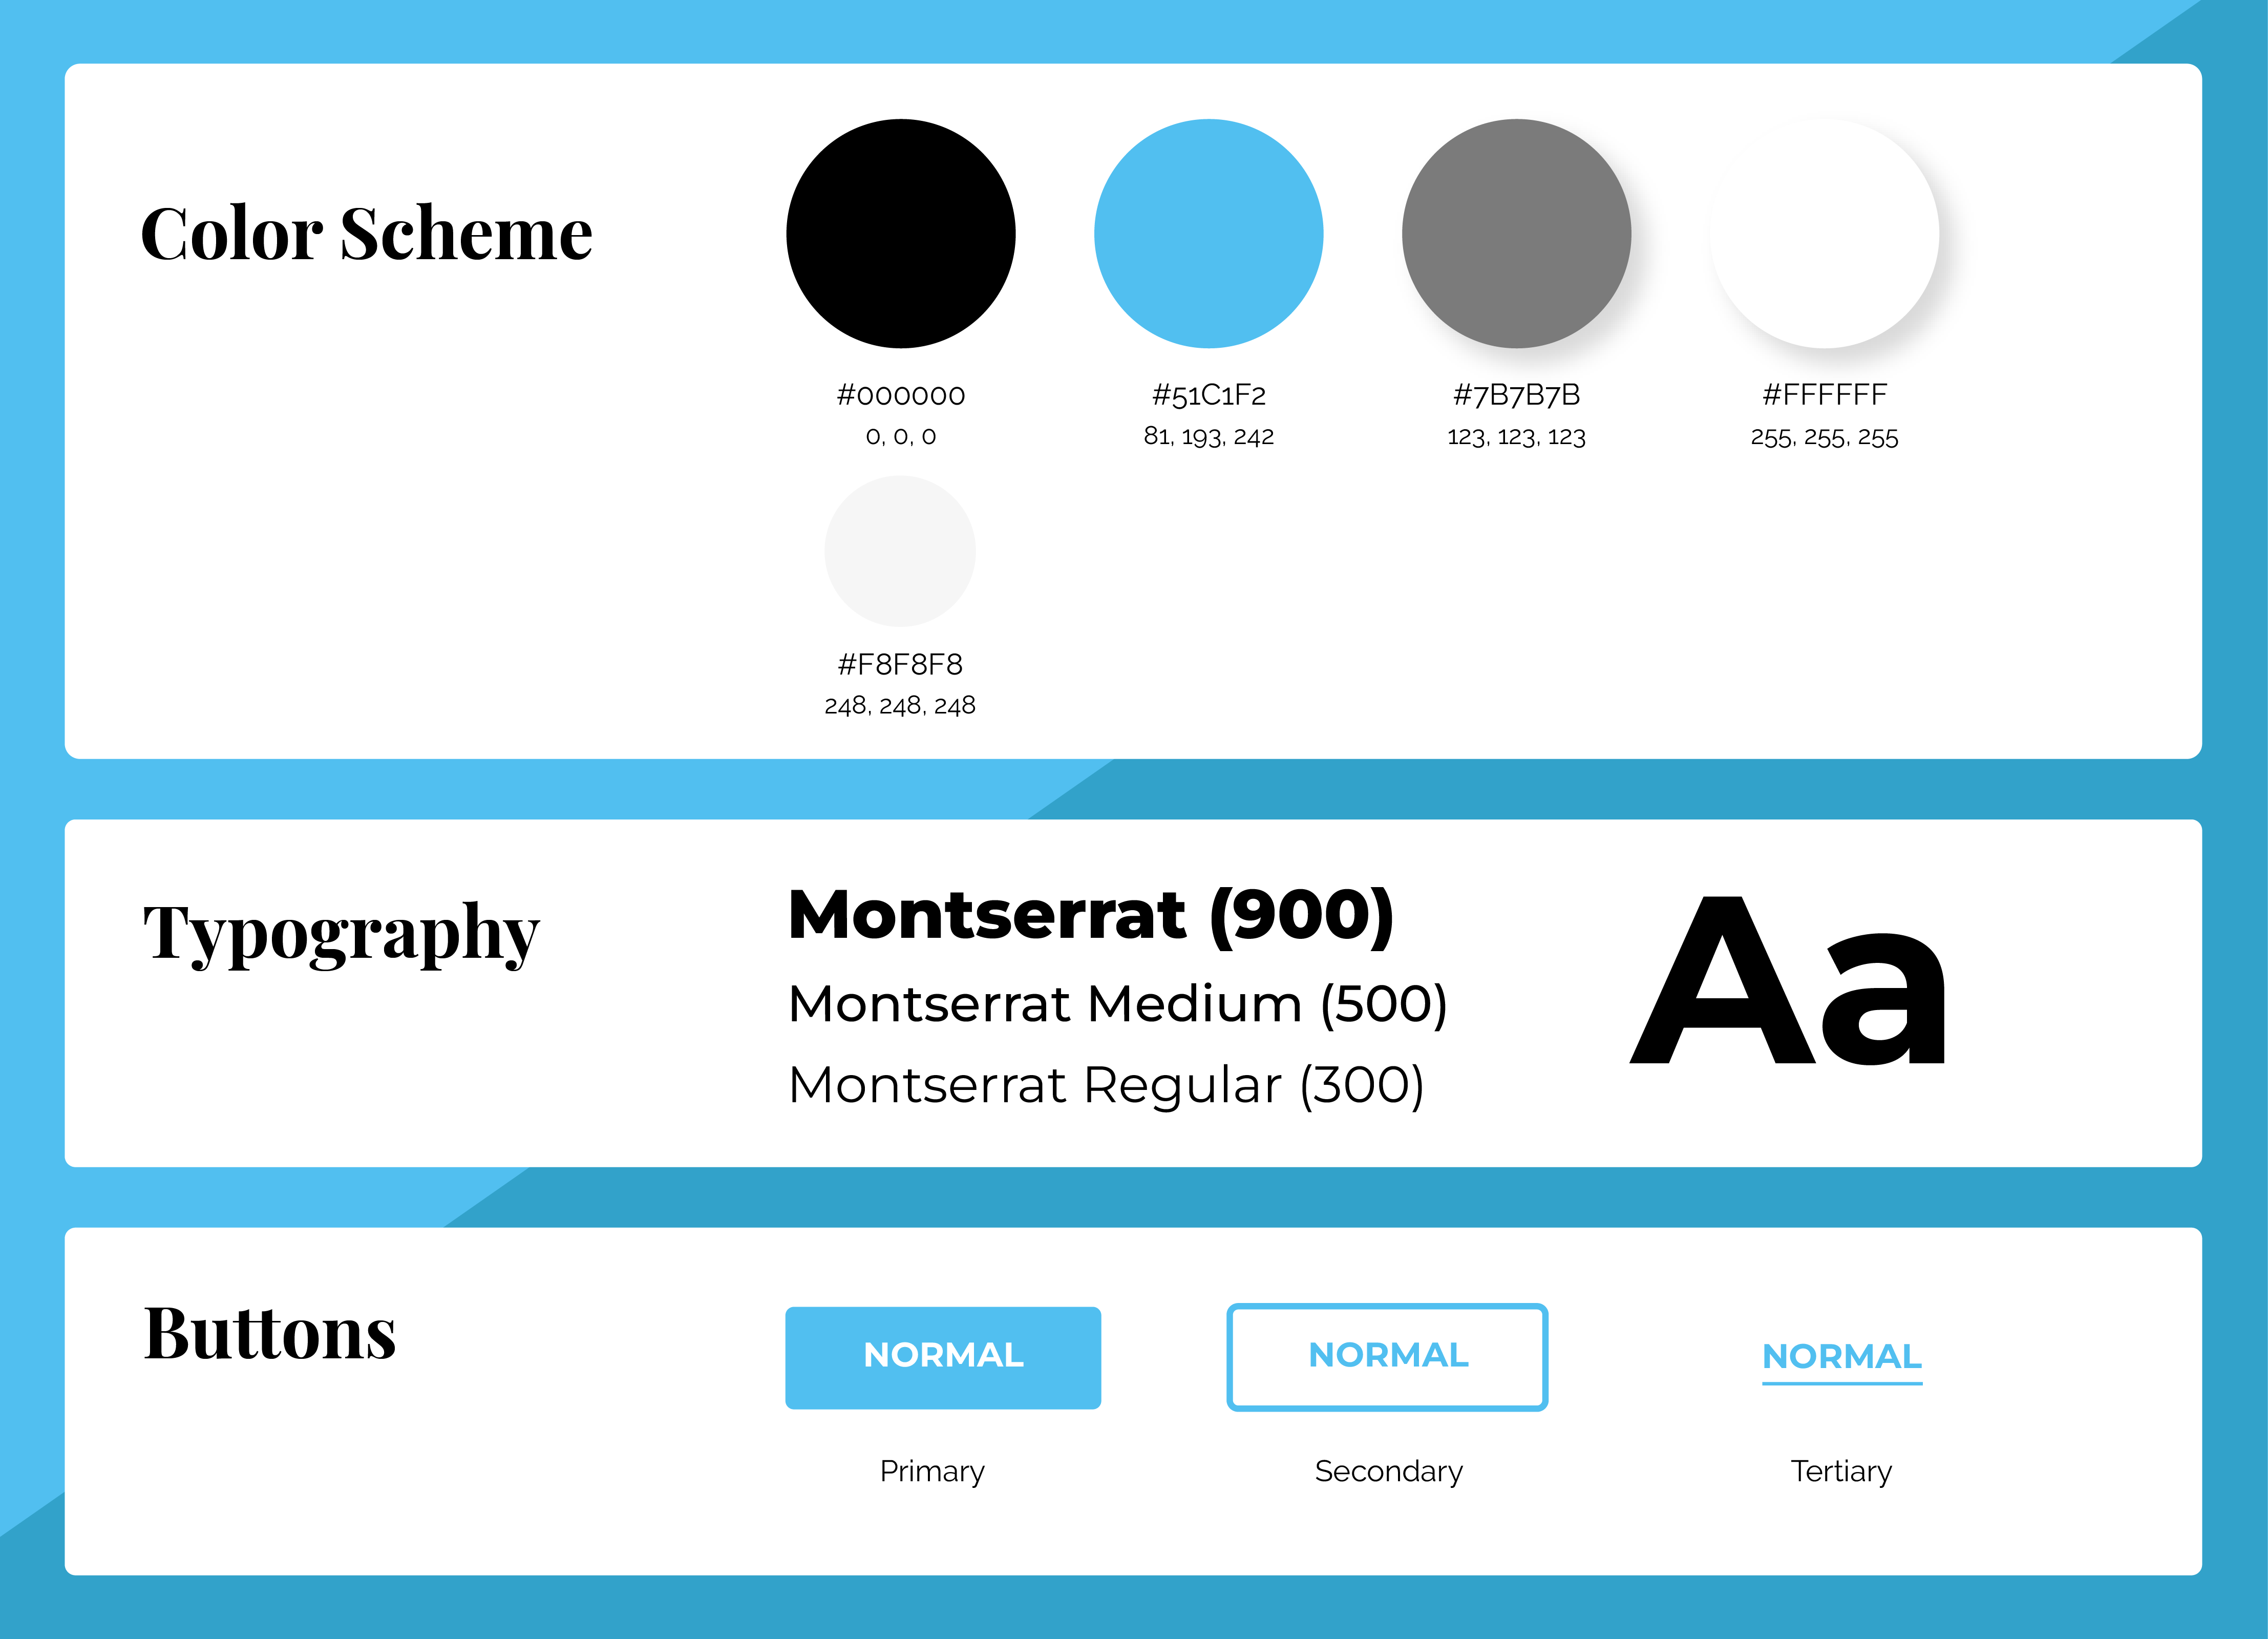 Color Scheme
#000000
0, 0, 0
#51C1F2
81, 193, 242
#7B7B7B
123, 123, 123
#FFFFFF
255, 255, 255
#F8F8F8
248, 248, 248
Typography
Montserrat (900)
Montserrat Medium (500)
Montserrat Regular (300)
Aa
Buttons
NORMAL
Primary
NORMAL
Secondary
NORMAL
Tertiary